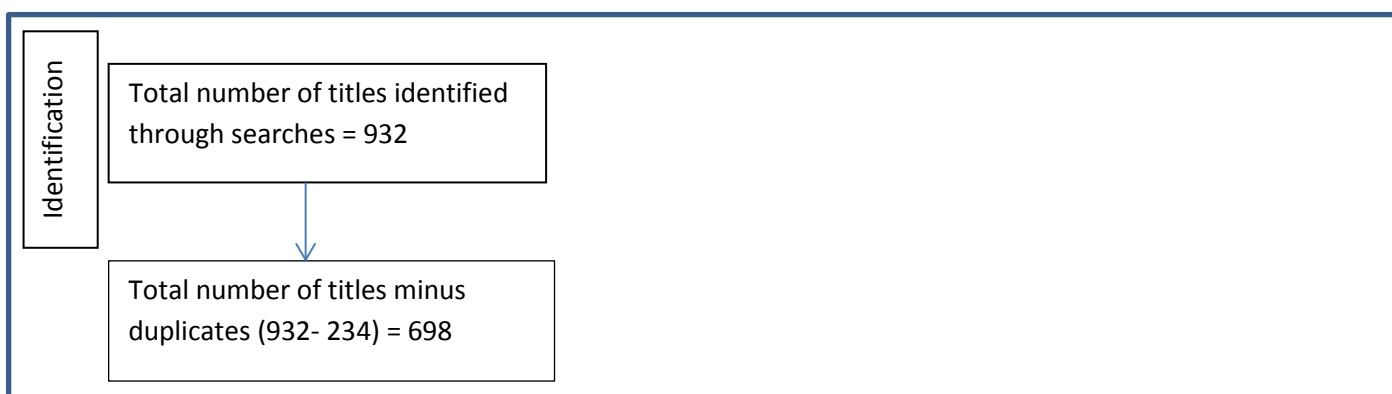 Identification
Total number of titles identified
through searches = 932
Total number of titles minus
duplicates (932- 234) = 698